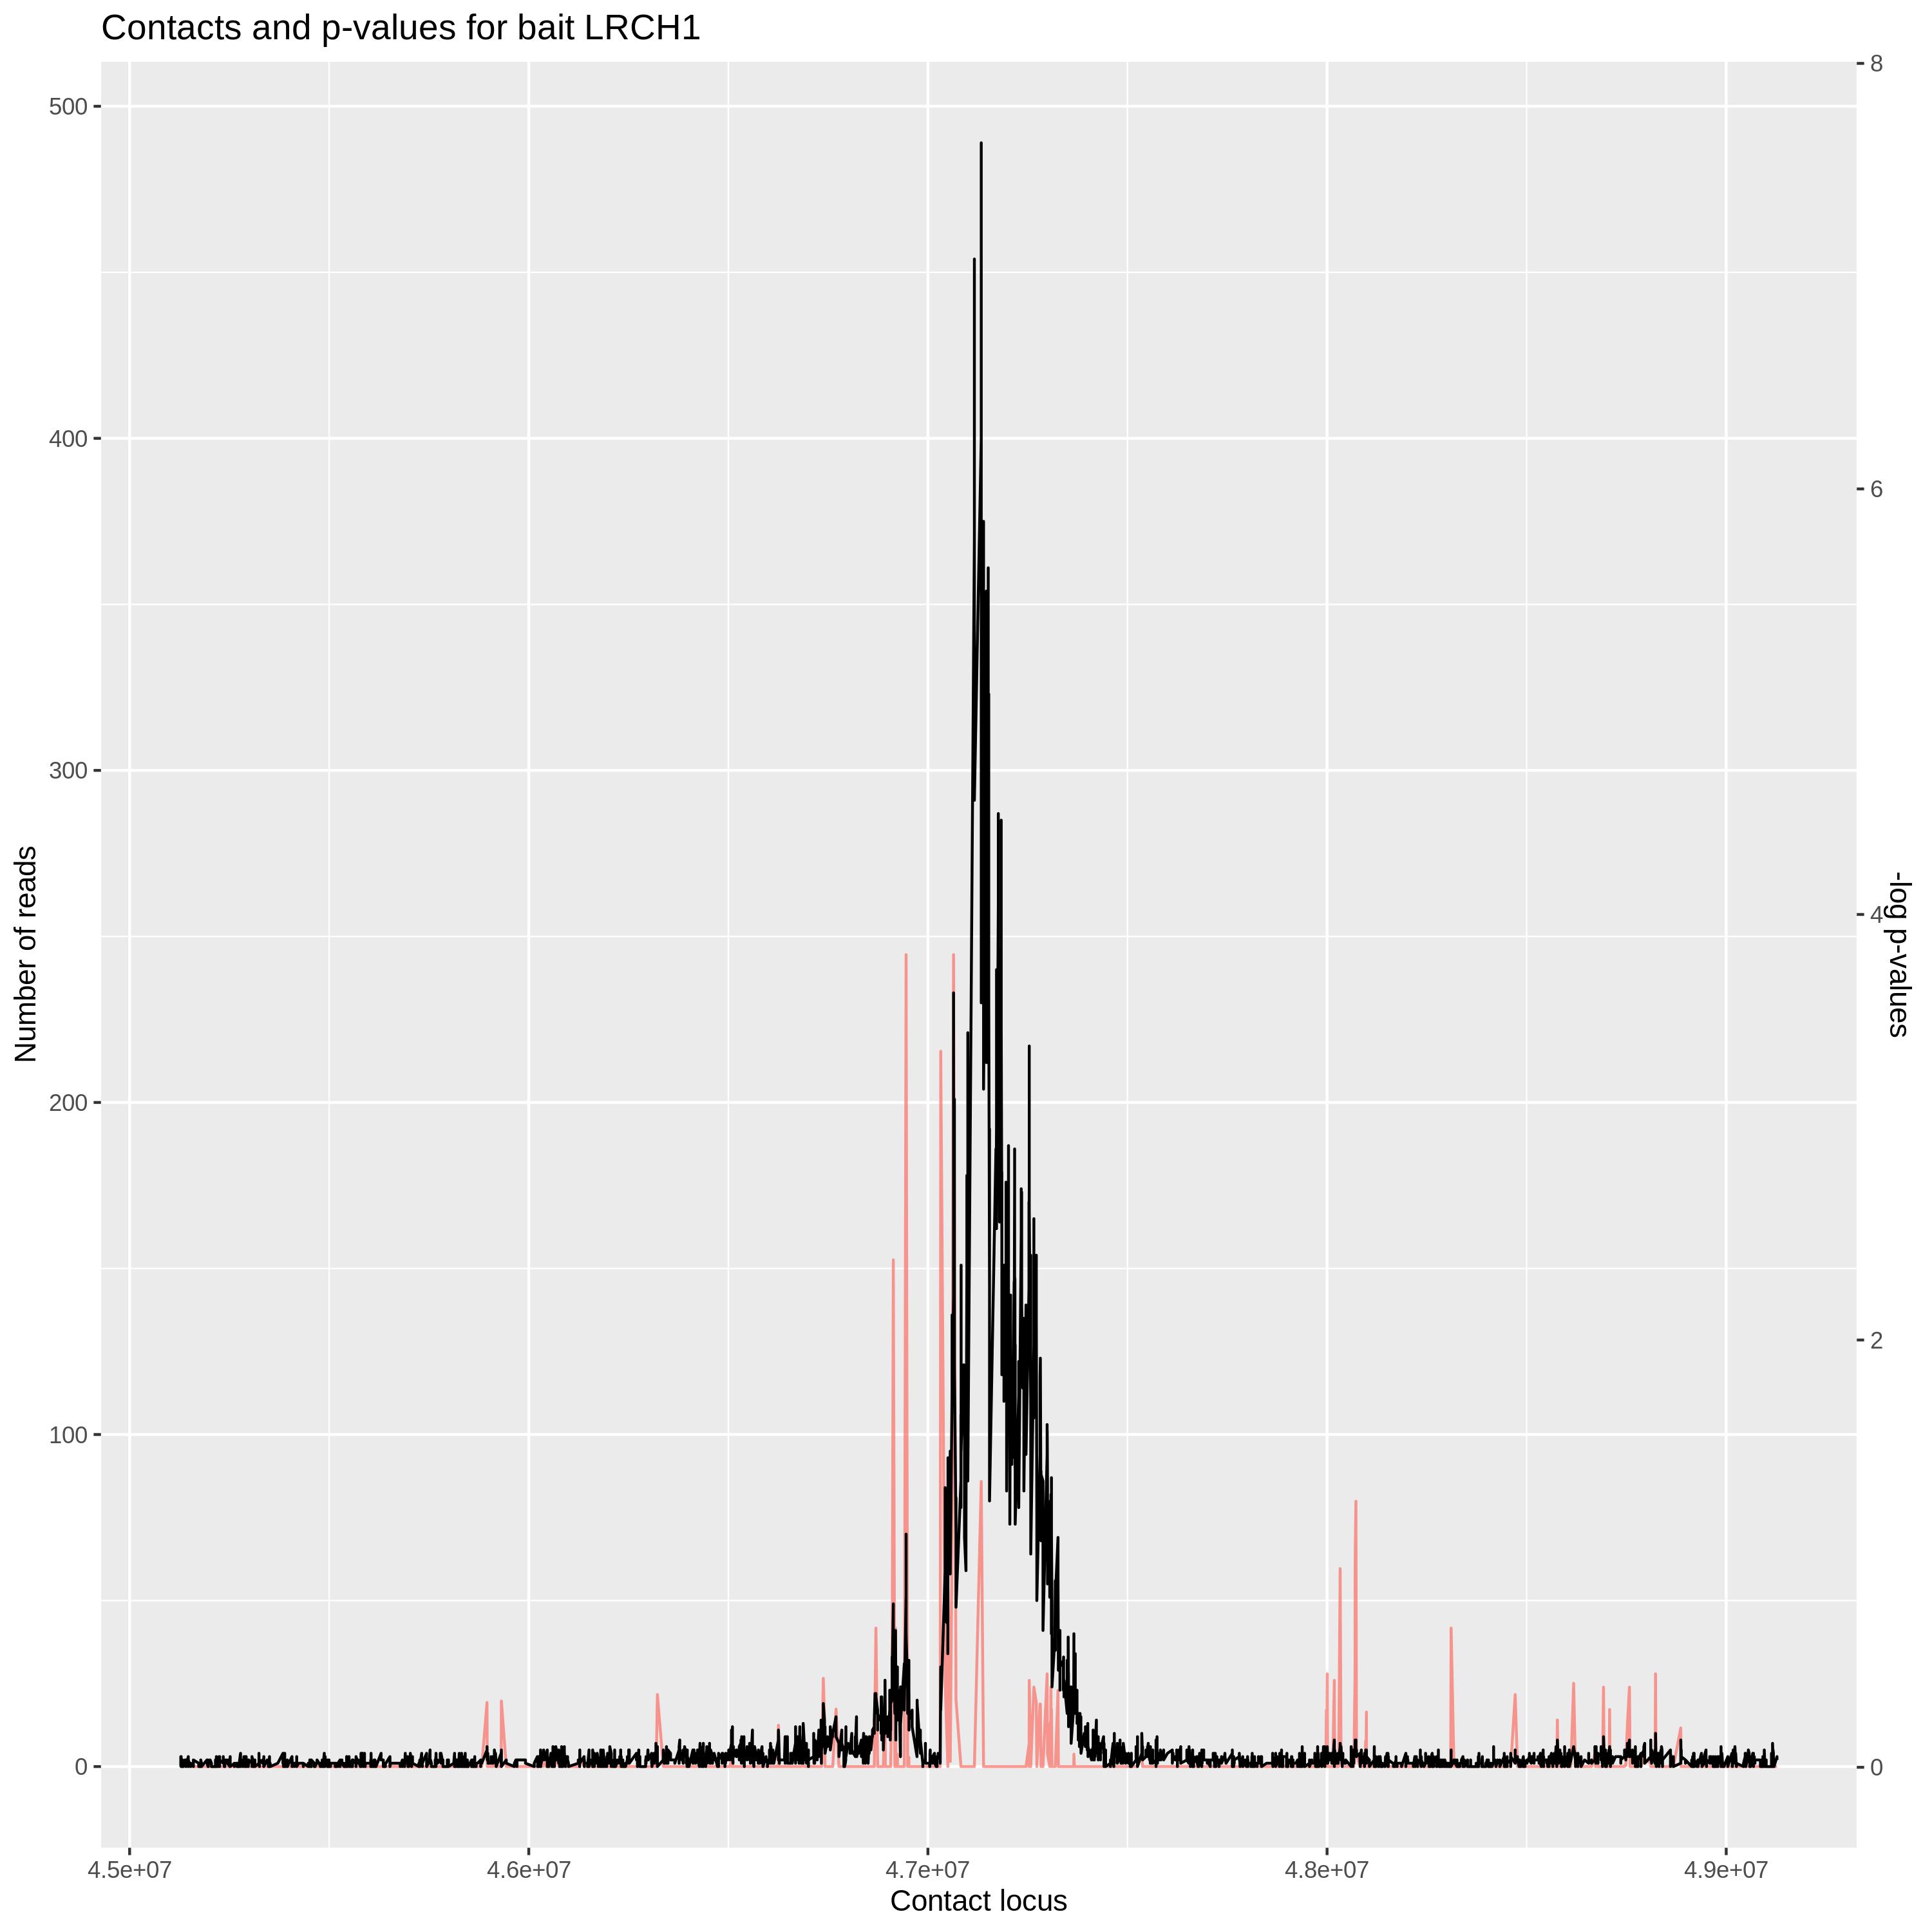 Contacts and p-values for bait LRCH1
500
400
300
200
100
0
Number of reads
8
6
4
2
0
-log p-values
4.5e+07
4.6e+07
4.7e+07
4.8e+07
4.9e+07
Contact locus